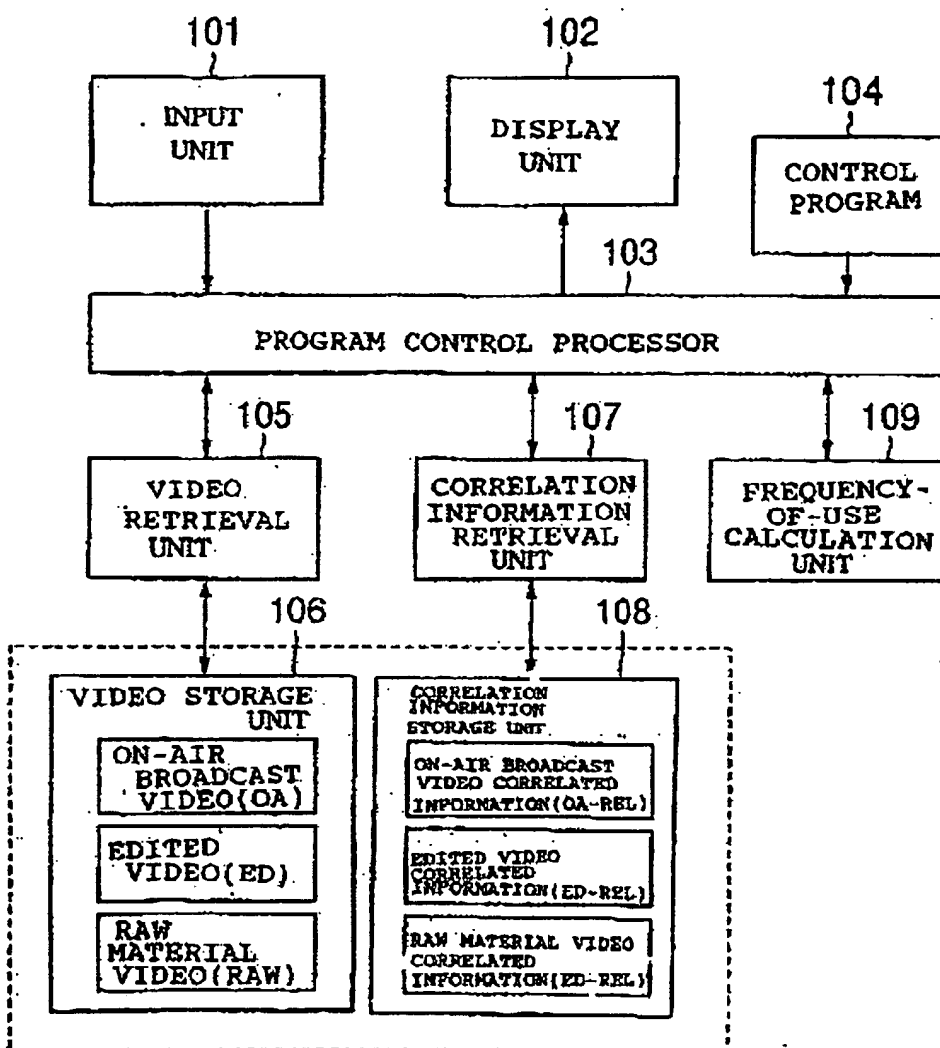 101
102
104
INPUT
UNIT
DISPLAY
UNIT
CONTROL
PROGRAM
103
PROGRAM CONTROL PROCESSOR
105
107
109
VIDEO
RETRIEVAL
UNIT
CORRELATION
INFORMATION
RETRIEVAL
UNIT
FREQUENCY-
OF-USE
CALCULATION
UNIT
106
108
VIDEO STORAGE
UNIT
ON-AIR
BROADCAST
VIDEO(OA)
EDITED
VIDEO(ED)
RAW
MATERIAL
VIDEO(RAW)
CORRELATION
INFORMATION
STORAGE UNIT
ON-AIR BROADCAST
VIDEO CORRELATED
INFORMATION(OA-REL)
EDITED VIDEO
CORRELATED
INFORMATION(ED-REL)
RAW MATERIAL VIDEO
CORRELATED
INFORMATION(ED-REL)